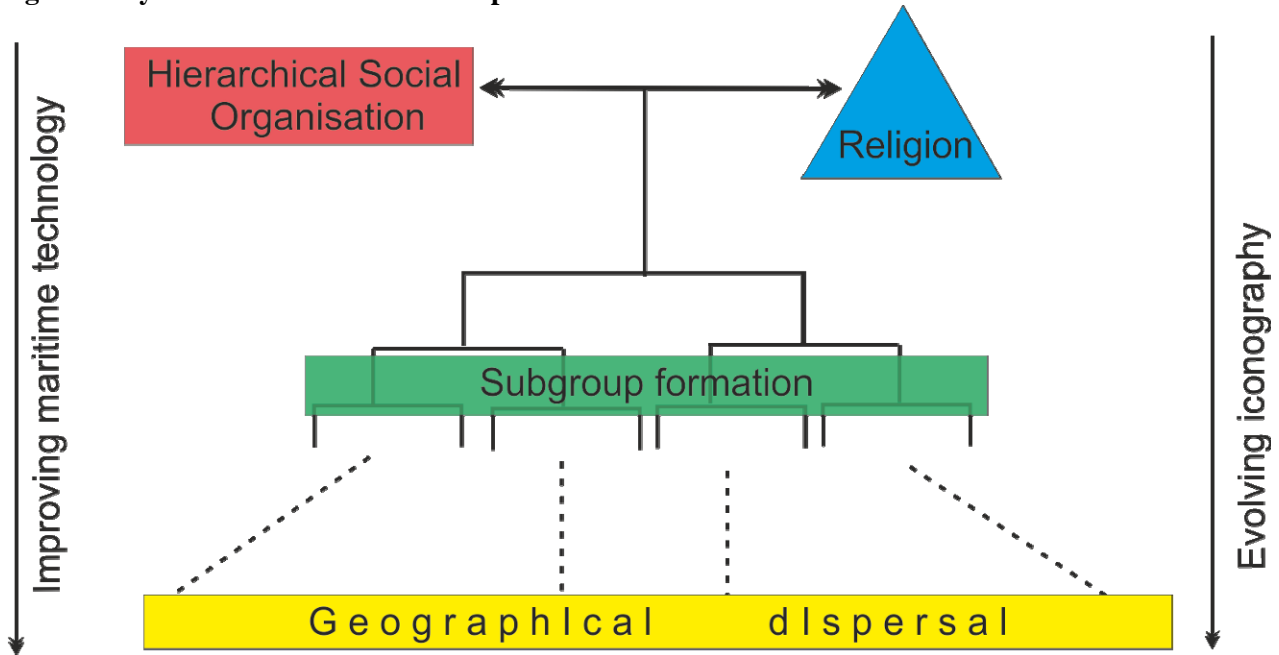 Hierarchical Social
Organisation
Religion
Improving maritime technology
Evolving iconography
Subgroup formation
GeographIcal dIspersal